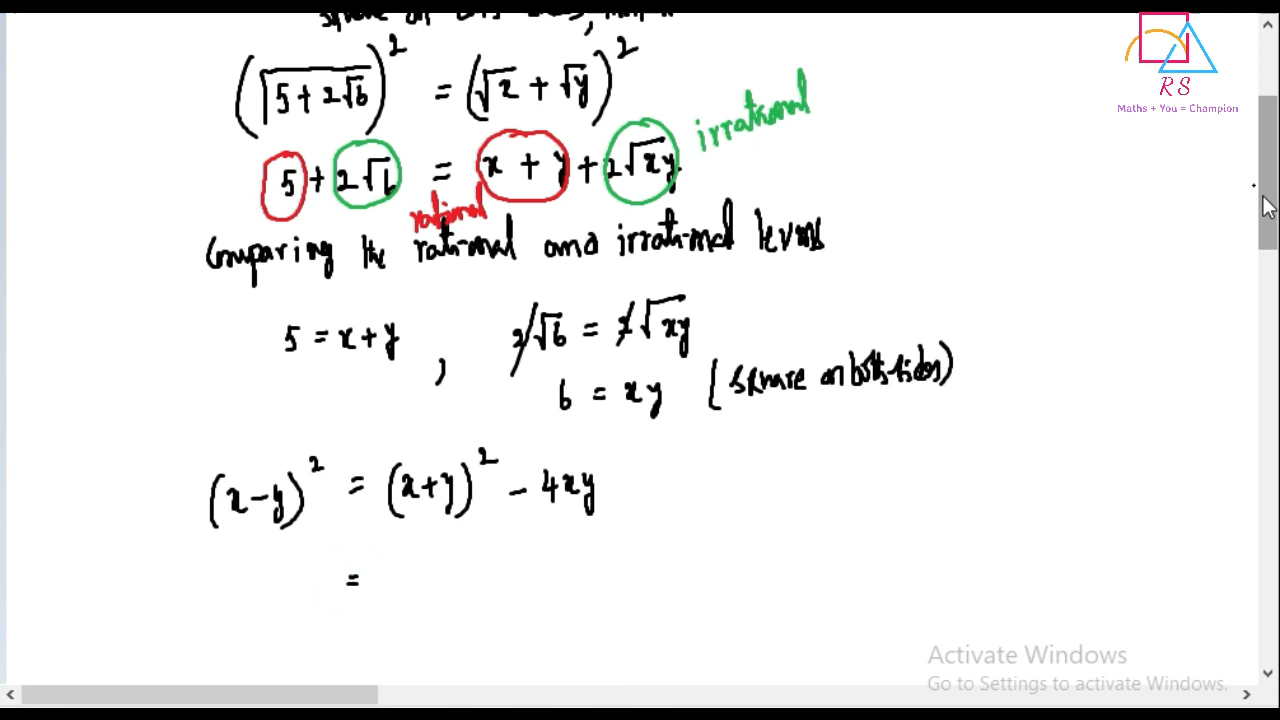 (√(5 + 2√6))² = (√x + √y)²
irrational
5 + 2√6 = x + y + 2√xy.
rational
Comparing the rational and irrational terms
5 = x + y , 2√6 = 2√xy
6 = xy (square on both sides)
(x − y)² = (x + y)² − 4xy
=
RS
Maths + You = Champion
Activate Windows
Go to Settings to activate Windows.